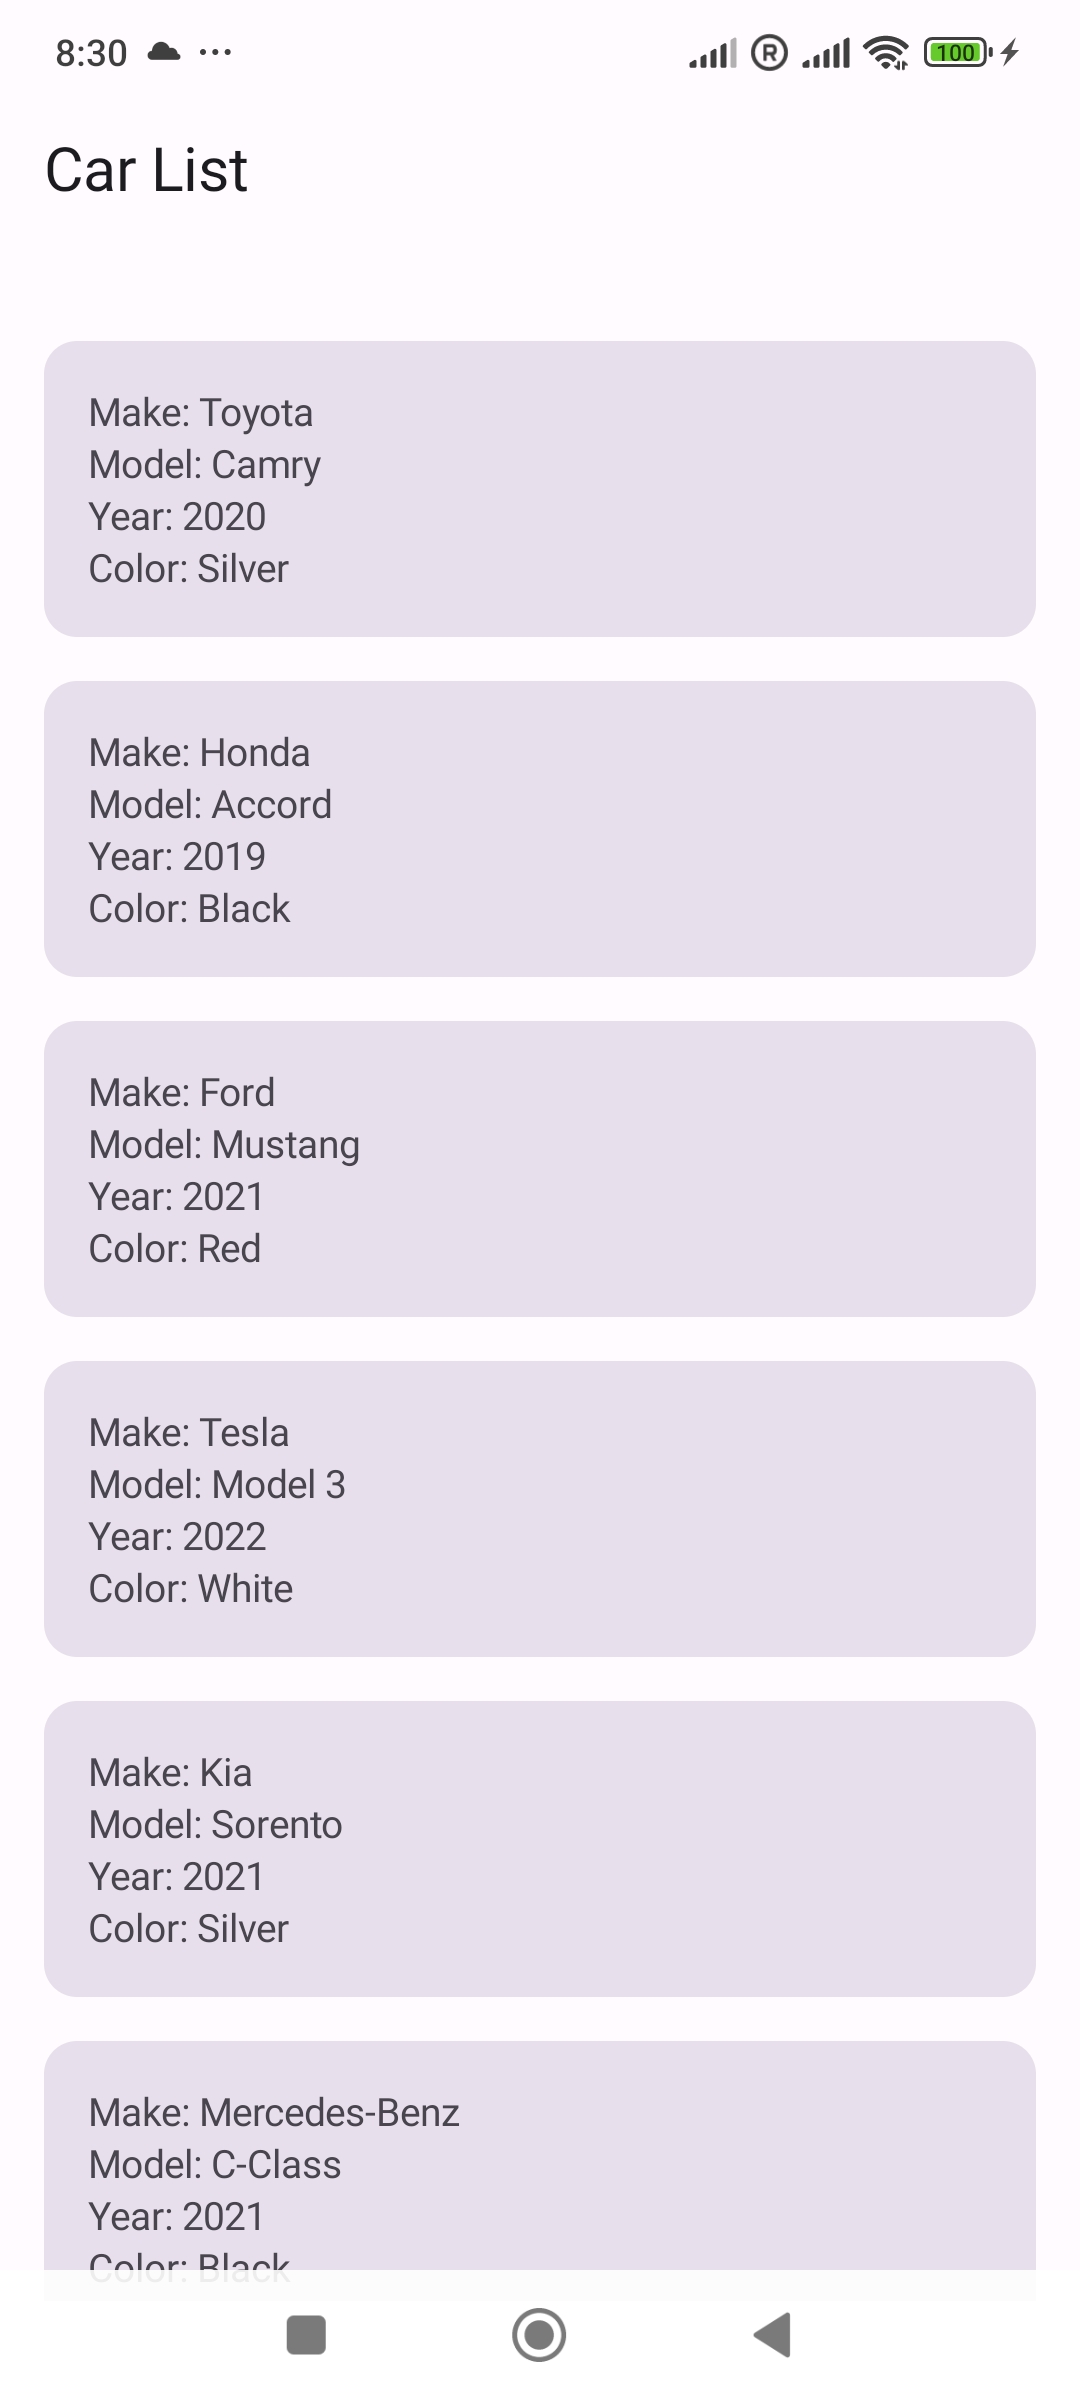 8:30
R
100
Car List
Make: Toyota
Model: Camry
Year: 2020
Color: Silver
Make: Honda
Model: Accord
Year: 2019
Color: Black
Make: Ford
Model: Mustang
Year: 2021
Color: Red
Make: Tesla
Model: Model 3
Year: 2022
Color: White
Make: Kia
Model: Sorento
Year: 2021
Color: Silver
Make: Mercedes-Benz
Model: C-Class
Year: 2021
Color: Black